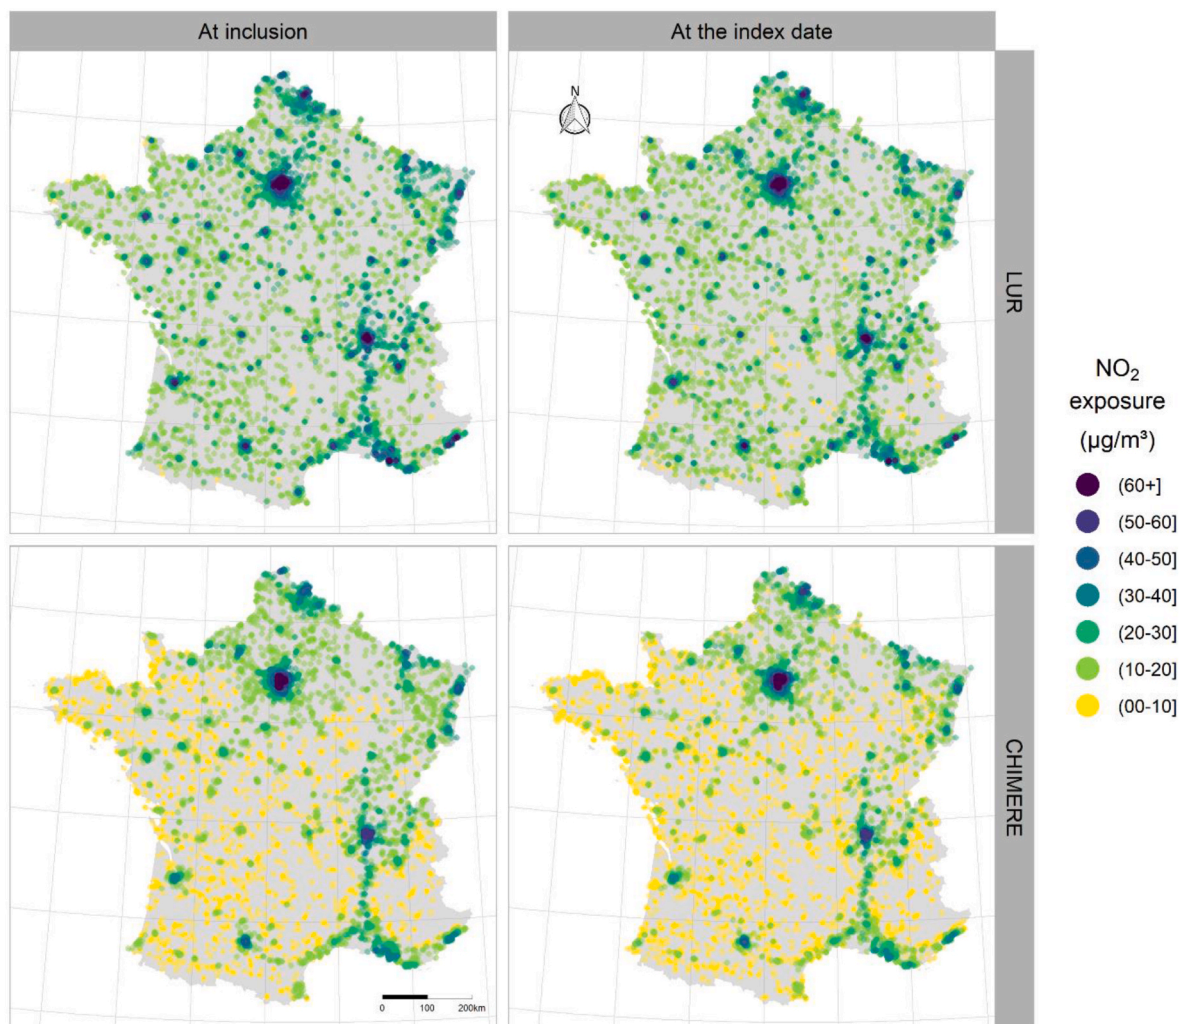 At inclusion
At the index date
N
LUR
CHIMERE
NO₂
exposure
(μg/m³)
(60+]
(50-60]
(40-50]
(30-40]
(20-30]
(10-20]
(00-10]
0 100 200km